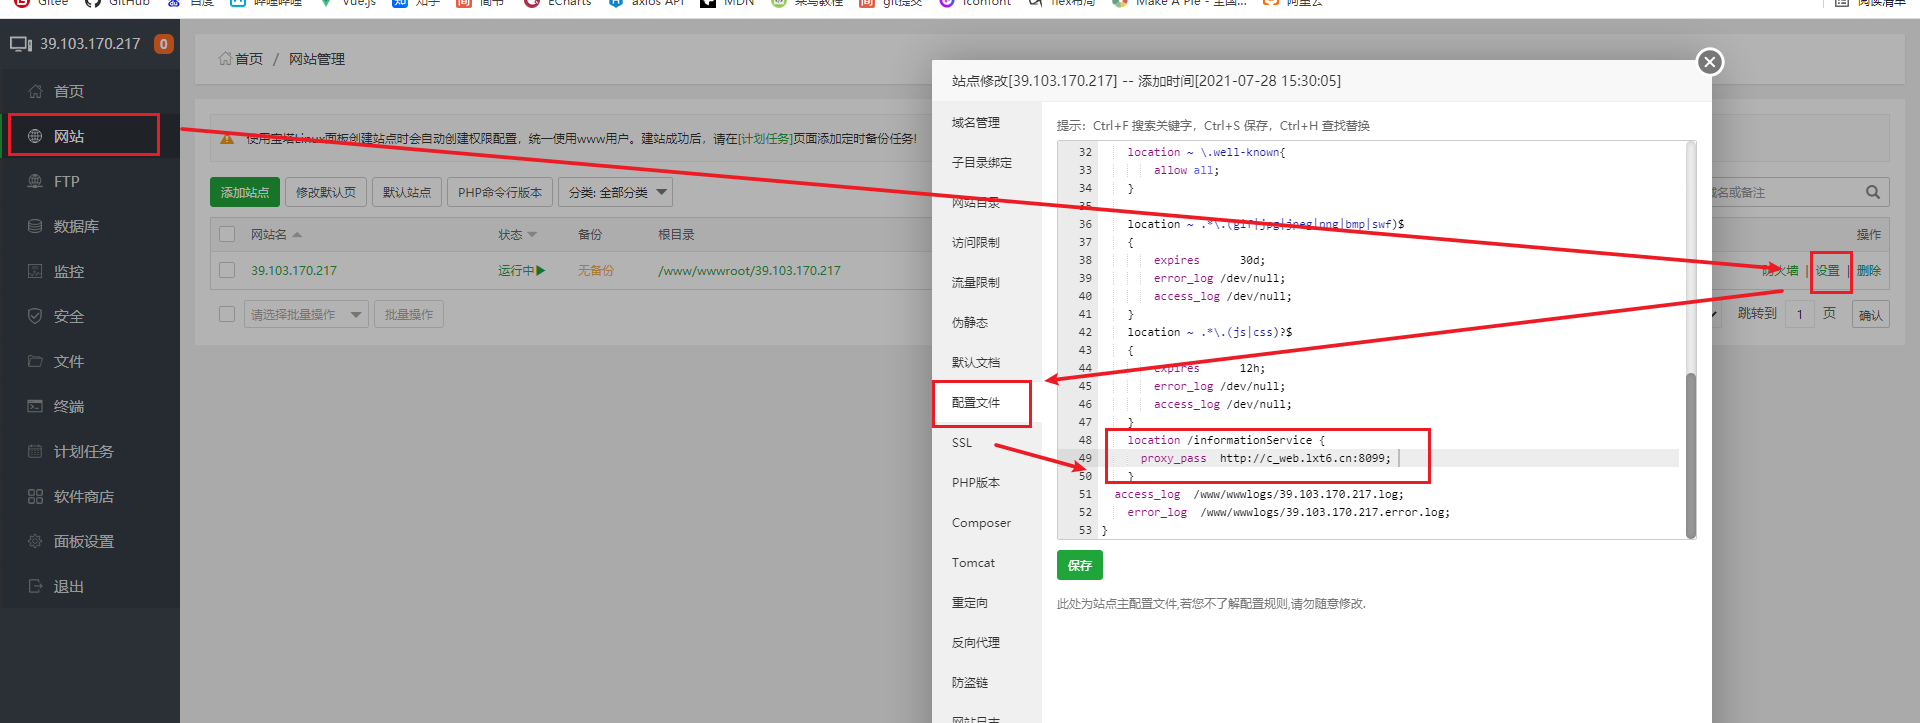 Gitee GitHub 百度 哔哩哔哩 Vue.js 知乎 简书 ECharts axios API MDN 菜鸟教程 git提交 iconfont flex布局 Make A Pie - 全国... 阿里云 阅读清单
39.103.170.217 0
首页
网站
FTP
数据库
监控
安全
文件
终端
计划任务
软件商店
面板设置
退出
首页 / 网站管理
使用宝塔Linux面板创建站点时会自动创建权限配置，统一使用www用户。建站成功后，请在[计划任务]页面添加定时备份任务!
添加站点 修改默认页 默认站点 PHP命令行版本 分类: 全部分类
域名或备注
网站名 状态 备份 根目录 操作
39.103.170.217 运行中 无备份 /www/wwwroot/39.103.170.217 防火墙 | 设置 | 删除
请选择批量操作 批量操作
跳转到 1 页 确认
站点修改[39.103.170.217] -- 添加时间[2021-07-28 15:30:05]
域名管理
子目录绑定
网站目录
访问限制
流量限制
伪静态
默认文档
配置文件
SSL
PHP版本
Composer
Tomcat
重定向
反向代理
防盗链
网站日志
提示：Ctrl+F 搜索关键字，Ctrl+S 保存，Ctrl+H 查找替换
32 location ~ \.well-known{
33 allow all;
34 }
35
36 location ~ .*\.(gif|jpg|jpeg|png|bmp|swf)$
37 {
38 expires 30d;
39 error_log /dev/null;
40 access_log /dev/null;
41 }
42 location ~ .*\.(js|css)?$
43 {
44 expires 12h;
45 error_log /dev/null;
46 access_log /dev/null;
47 }
48 location /informationService {
49 proxy_pass http://c_web.lxt6.cn:8099;
50 }
51 access_log /www/wwwlogs/39.103.170.217.log;
52 error_log /www/wwwlogs/39.103.170.217.error.log;
53 }
保存
此处为站点主配置文件,若您不了解配置规则,请勿随意修改.